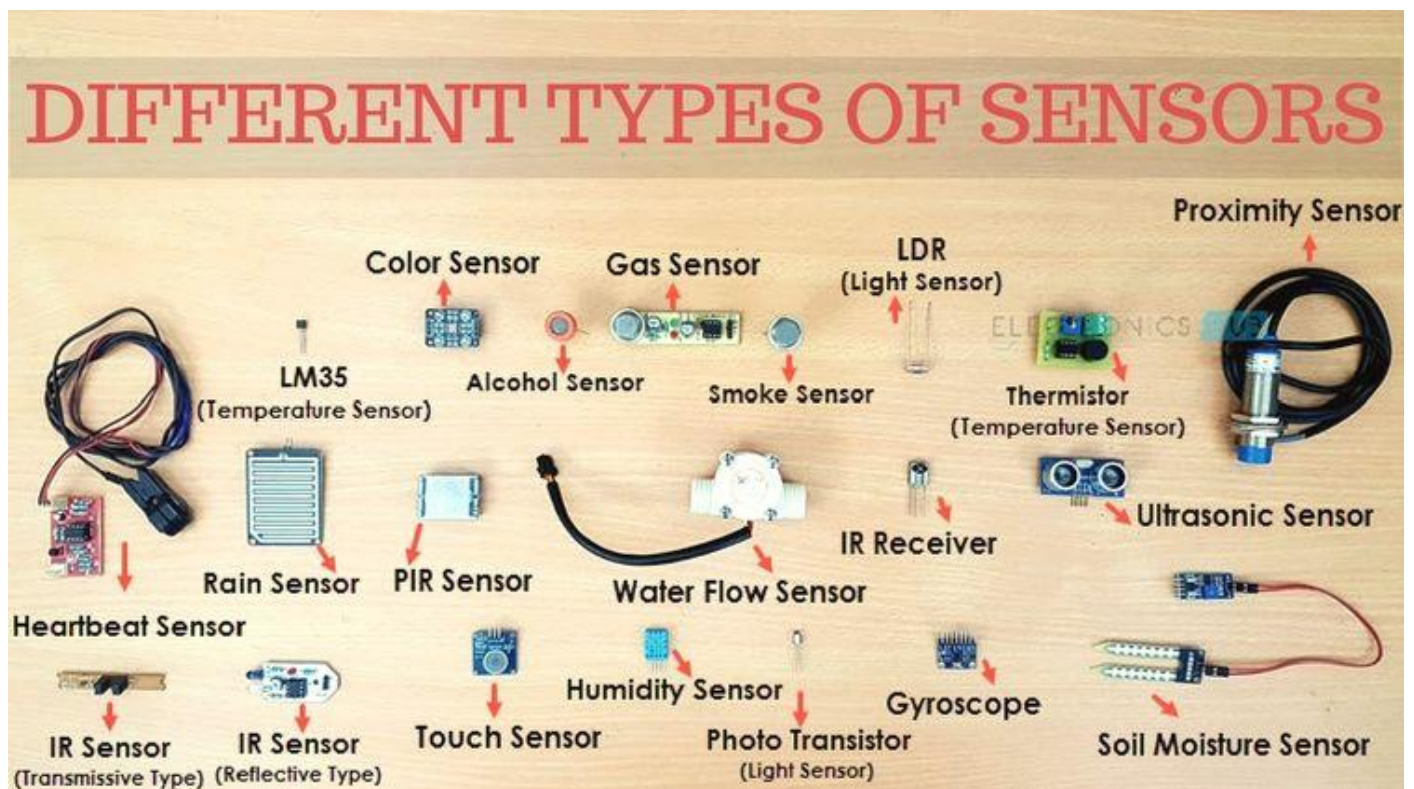 DIFFERENT TYPES OF SENSORS
Proximity Sensor
Color Sensor
Gas Sensor
LDR
(Light Sensor)
ELECTRONICS HUB
LM35
(Temperature Sensor)
Alcohol Sensor
Smoke Sensor
Thermistor
(Temperature Sensor)
Heartbeat Sensor
Rain Sensor
PIR Sensor
Water Flow Sensor
IR Receiver
Ultrasonic Sensor
IR Sensor
(Transmissive Type)
IR Sensor
(Reflective Type)
Touch Sensor
Humidity Sensor
Photo Transistor
(Light Sensor)
Gyroscope
Soil Moisture Sensor